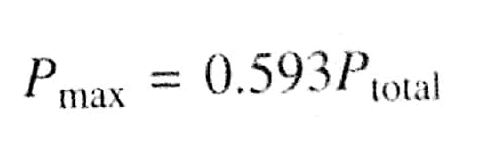 P_max = 0.593P_total